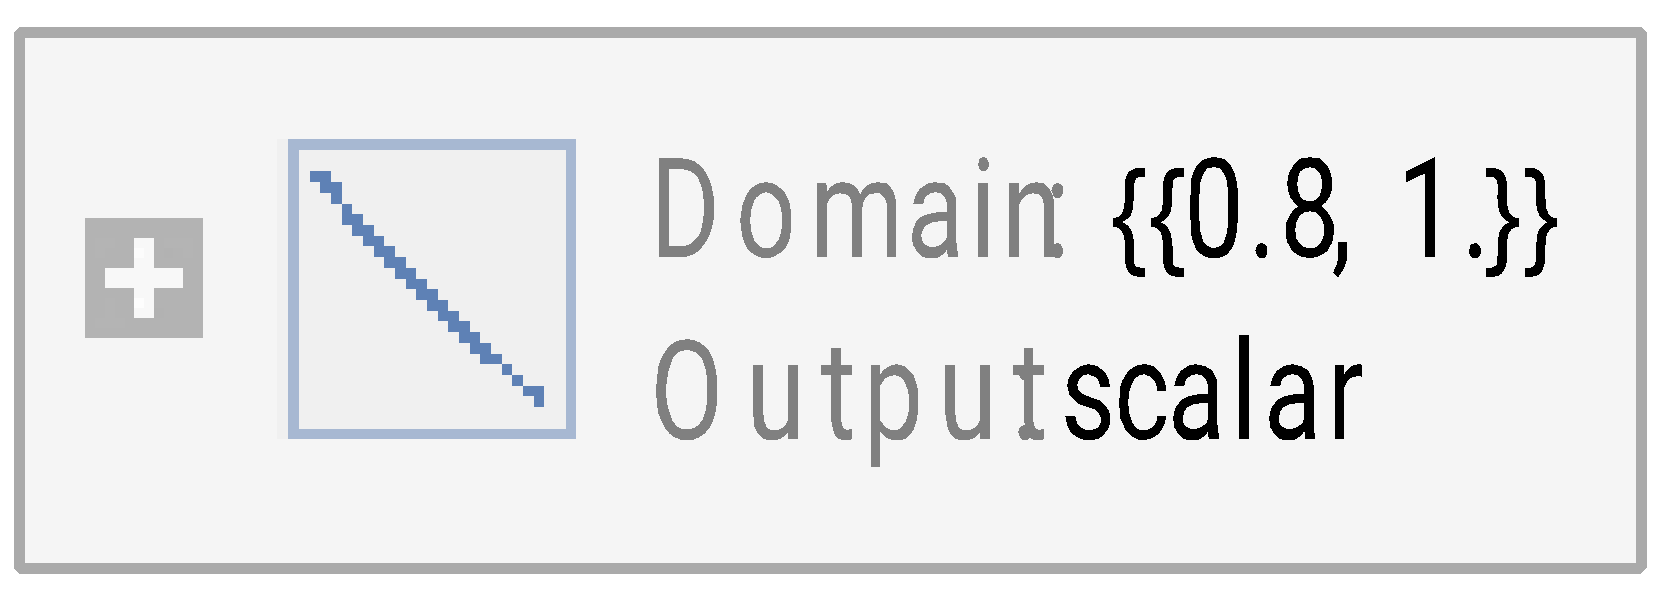 Domain: {{0.8, 1.}}
Output: scalar